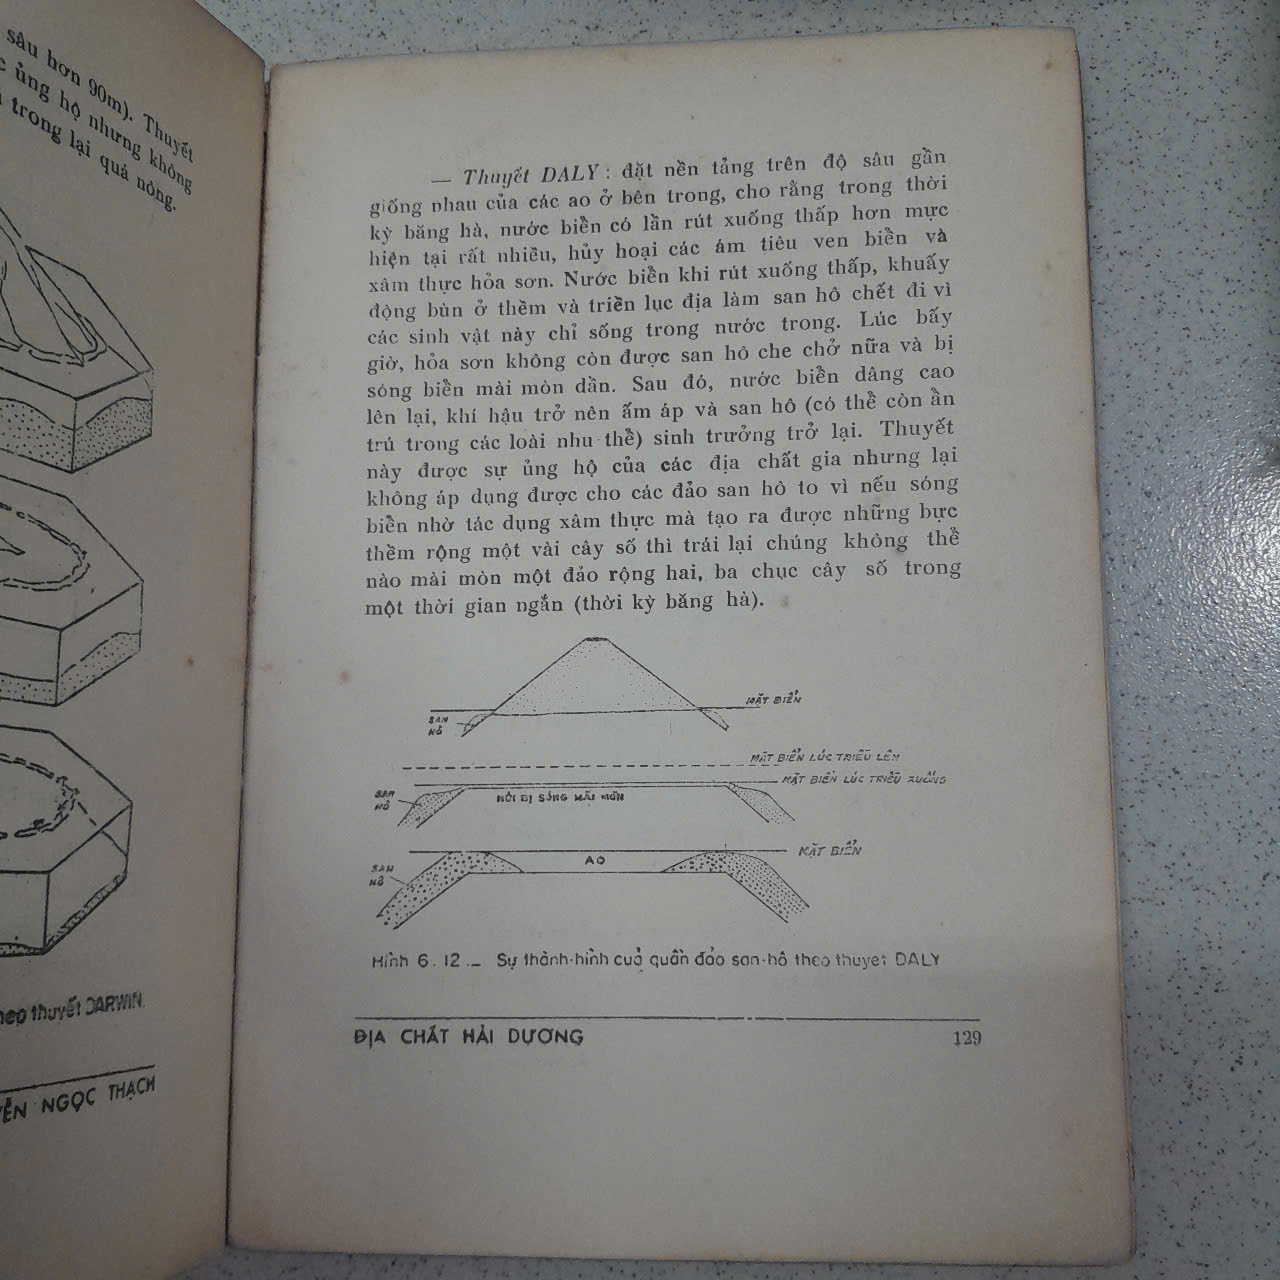 sâu hơn 90m). Thuyết
ủng hộ nhưng không
trong lại quá nông.
theo thuyết DARWIN
NGỌC THẠCH
— Thuyết DALY : đặt nền tảng trên độ sâu gần
giống nhau của các ao ở bên trong, cho rằng trong thời
kỳ băng hà, nước biển có lần rút xuống thấp hơn mực
hiện tại rất nhiều, hủy hoại các ám tiêu ven biển và
xâm thực hỏa sơn. Nước biển khi rút xuống thấp, khuấy
động bùn ở thềm và triền lục địa làm san hô chết đi vì
các sinh vật này chỉ sống trong nước trong. Lúc bấy
giờ, hỏa sơn không còn được san hô che chở nữa và bị
sóng biển mài mòn dần. Sau đó, nước biển dâng cao
lên lại, khí hậu trở nên ấm áp và san hô (có thể còn ẩn
trú trong các loài nhu thể) sinh trưởng trở lại. Thuyết
này được sự ủng hộ của các địa chất gia nhưng lại
không áp dụng được cho các đảo san hô to vì nếu sóng
biển nhờ tác dụng xâm thực mà tạo ra được những bực
thềm rộng một vài cây số thì trái lại chúng không thể
nào mài mòn một đảo rộng hai, ba chục cây số trong
một thời gian ngắn (thời kỳ băng hà).
MẶT BIỂN
SAN
HÔ
MẶT BIỂN LÚC TRIỀU LÊN
MẶT BIỂN LÚC TRIỀU XUỐNG
SAN
HÔ
NÚI BỊ SÓNG MÀI MÒN
MẶT BIỂN
AO
SAN
HÔ
Hình 6.12._ Sự thành-hình cuả quần đảo san-hô theo thuyết DALY
ĐỊA CHẤT HẢI DƯƠNG 129